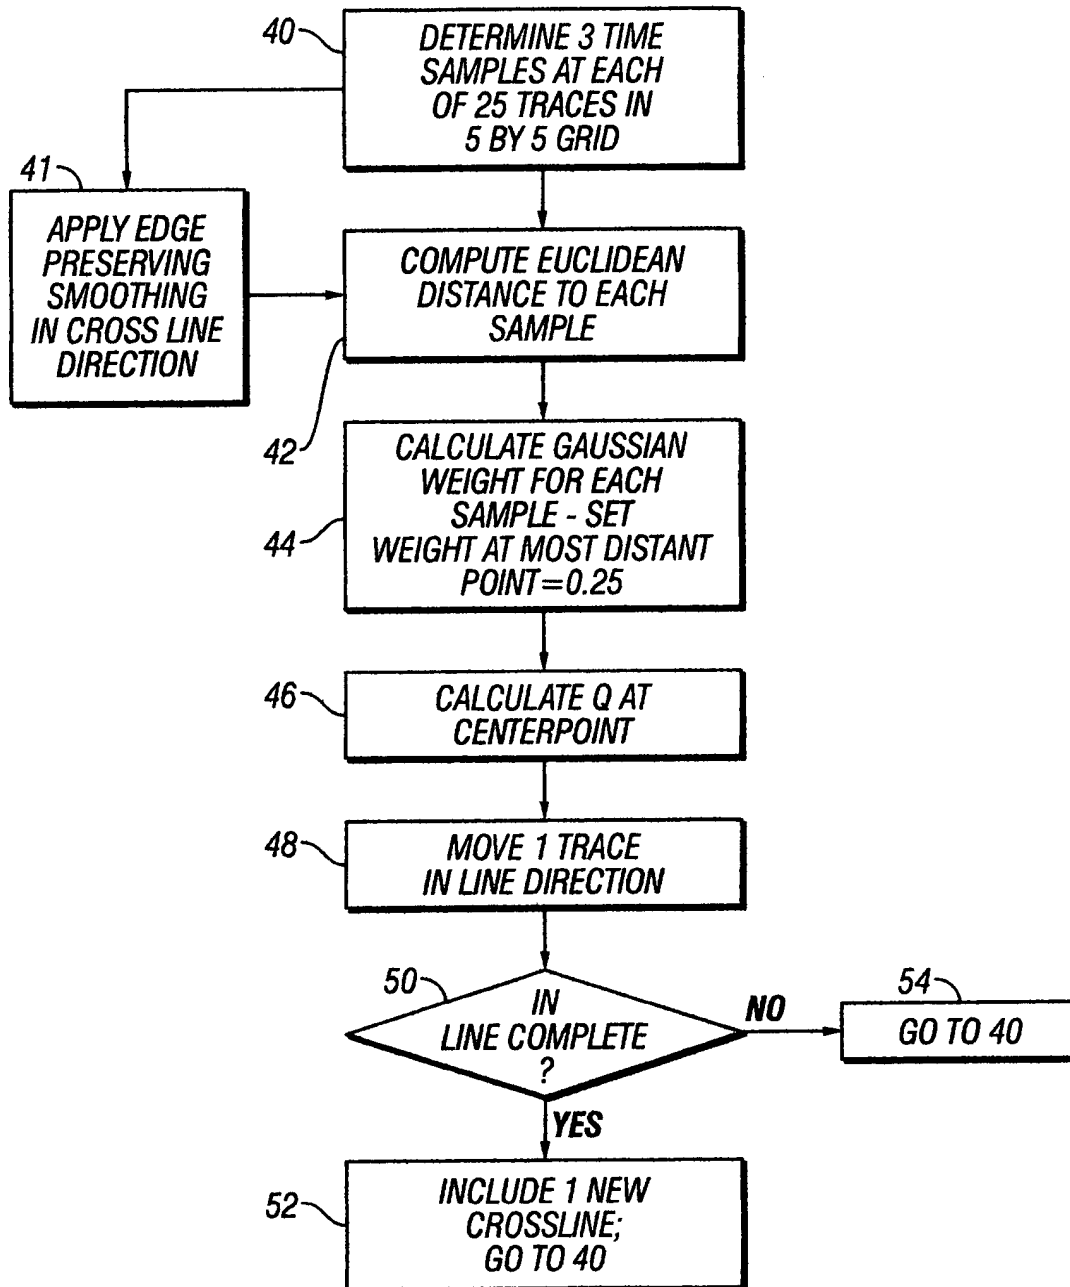 40
DETERMINE 3 TIME
SAMPLES AT EACH
OF 25 TRACES IN
5 BY 5 GRID
41
APPLY EDGE
PRESERVING
SMOOTHING
IN CROSS LINE
DIRECTION
COMPUTE EUCLIDEAN
DISTANCE TO EACH
SAMPLE
42
CALCULATE GAUSSIAN
WEIGHT FOR EACH
SAMPLE - SET
WEIGHT AT MOST DISTANT
POINT=0.25
44
46
CALCULATE Q AT
CENTERPOINT
48
MOVE 1 TRACE
IN LINE DIRECTION
50
IN
LINE COMPLETE
?
NO
54
GO TO 40
YES
52
INCLUDE 1 NEW
CROSSLINE;
GO TO 40